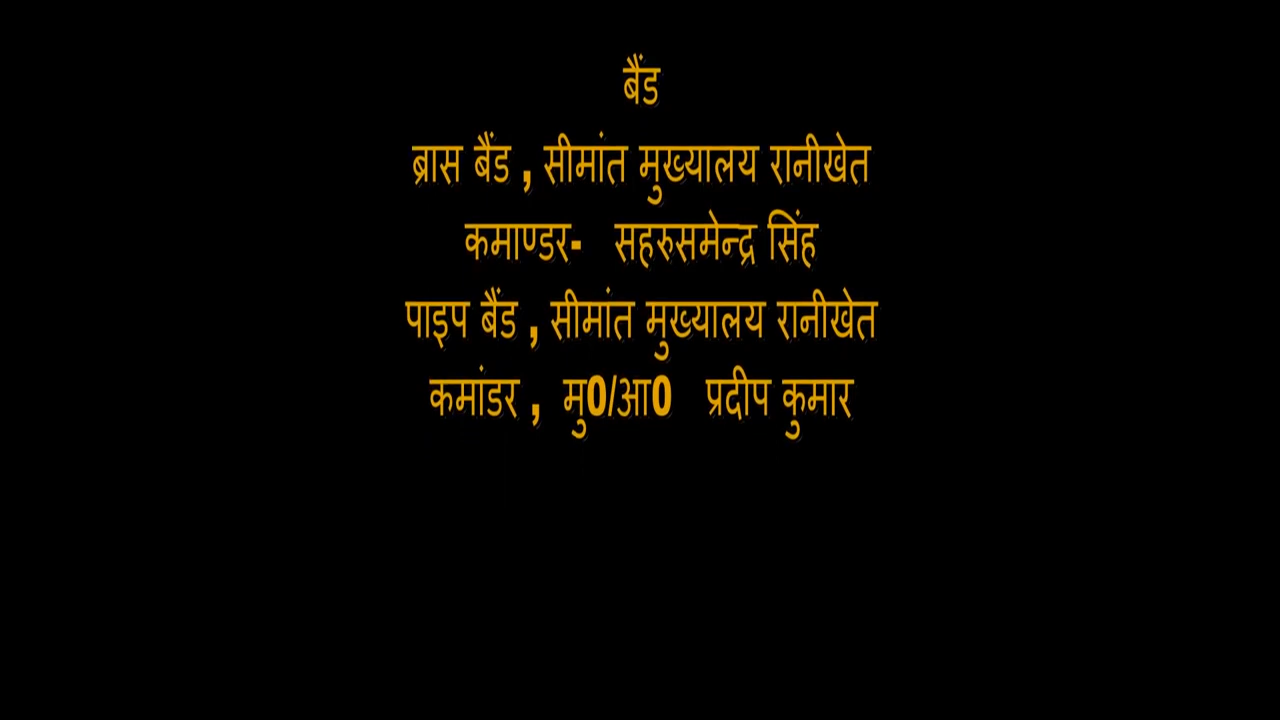 बैंड
ब्रास बैंड , सीमांत मुख्यालय रानीखेत
कमाण्डर- सहरुसमेन्द्र सिंह
पाइप बैंड , सीमांत मुख्यालय रानीखेत
कमांडर , मु0/आ0 प्रदीप कुमार